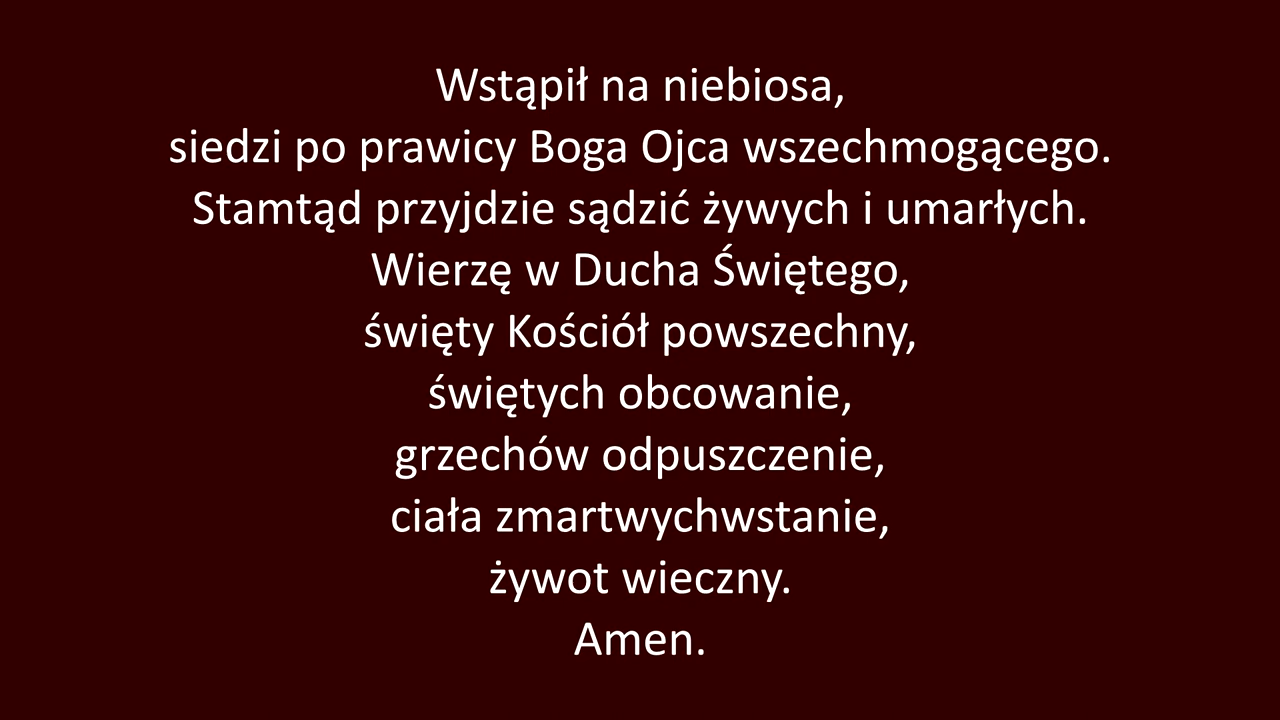 Wstąpił na niebiosa,
siedzi po prawicy Boga Ojca wszechmogącego.
Stamtąd przyjdzie sądzić żywych i umarłych.
Wierzę w Ducha Świętego,
święty Kościół powszechny,
świętych obcowanie,
grzechów odpuszczenie,
ciała zmartwychwstanie,
żywot wieczny.
Amen.